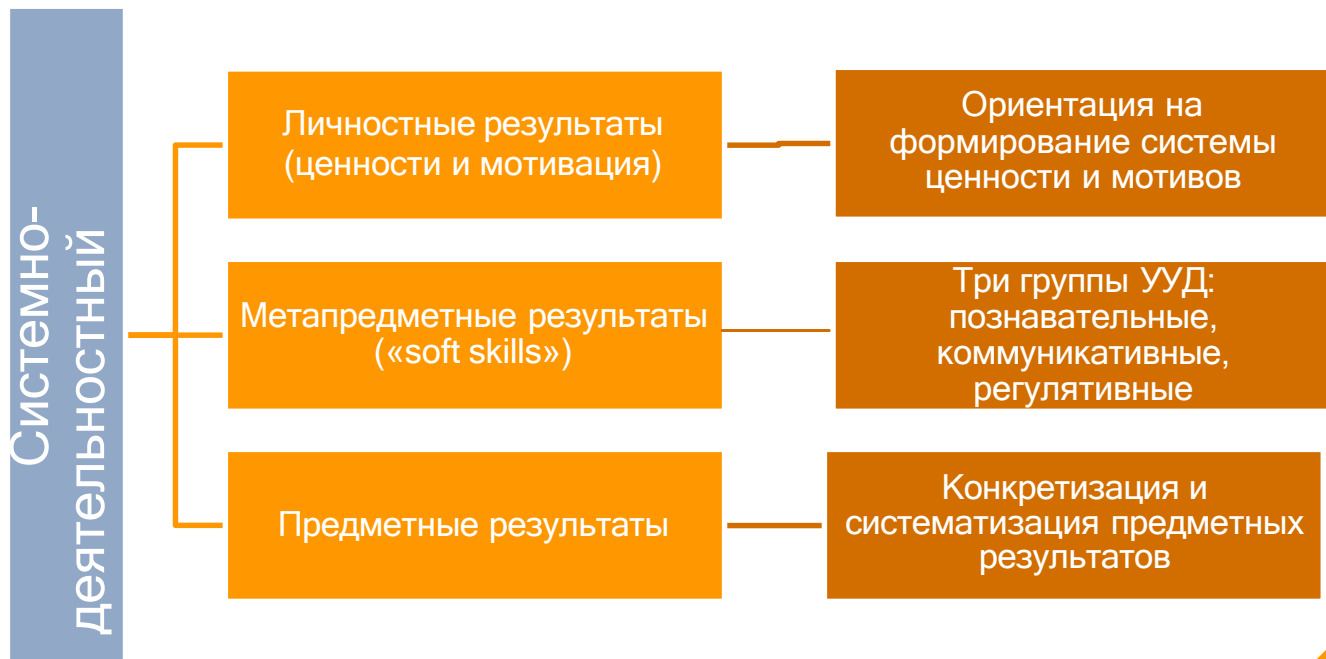 Системно-
деятельностный
Личностные результаты
(ценности и мотивация)
Ориентация на
формирование системы
ценности и мотивов
Метапредметные результаты
(«soft skills»)
Три группы УУД:
познавательные,
коммуникативные,
регулятивные
Предметные результаты
Конкретизация и
систематизация предметных
результатов